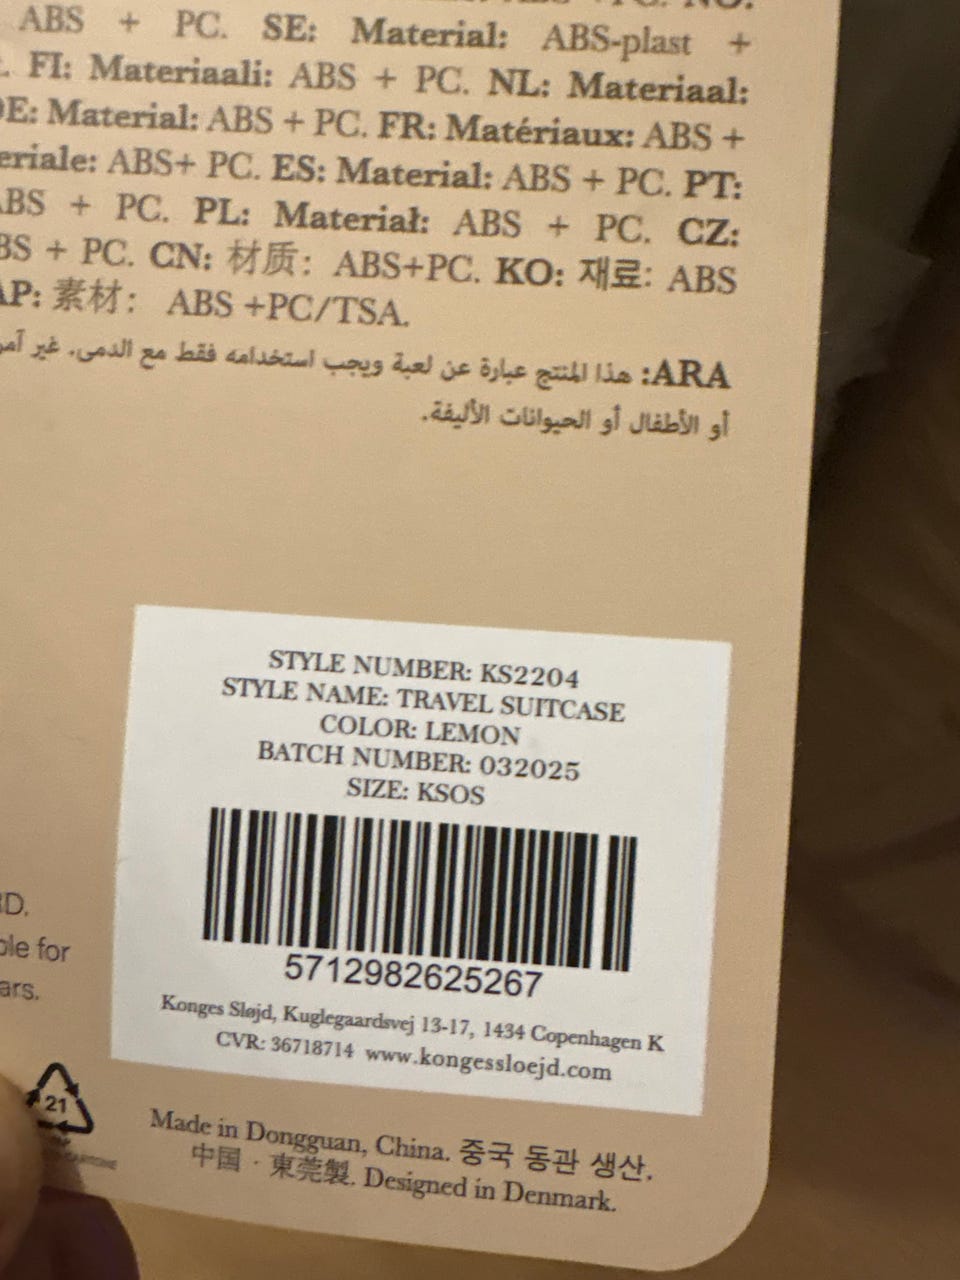 ABS + PC. SE: Material: ABS-plast +
FI: Materiaali: ABS + PC. NL: Materiaal:
DE: Material: ABS + PC. FR: Matériaux: ABS +
eriale: ABS+ PC. ES: Material: ABS + PC. PT:
ABS + PC. PL: Materiał: ABS + PC. CZ:
BS + PC. CN: 材质: ABS+PC. KO: 재료: ABS
AP: 素材: ABS +PC/TSA.
ARA: هذا المنتج عبارة عن لعبة ويجب استخدامه فقط مع الدمى. غير آمن
أو الأطفال أو الحيوانات الأليفة.
STYLE NUMBER: KS2204
STYLE NAME: TRAVEL SUITCASE
COLOR: LEMON
BATCH NUMBER: 032025
SIZE: KSOS
5712982625267
Konges Sløjd, Kuglegaardsvej 13-17, 1434 Copenhagen K
CVR: 36718714 www.kongessloejd.com
RD.
ble for
ars.
21
PAP
Made in Dongguan, China. 중국 동관 생산.
中国 · 東莞製. Designed in Denmark.